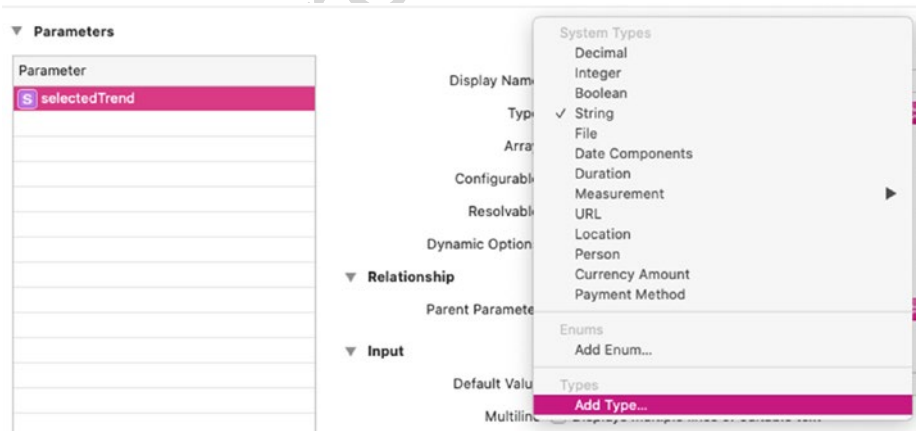 Parameters
Parameter
S selectedTrend
Display Nam
Typ
Arra
Configurabl
Resolvabl
Dynamic Option
Relationship
Parent Paramete
Input
Default Valu
Multilin
System Types
Decimal
Integer
Boolean
✓ String
File
Date Components
Duration
Measurement
URL
Location
Person
Currency Amount
Payment Method
Enums
Add Enum...
Types
Add Type...